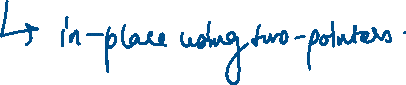 ↳ in-place using two-pointers.